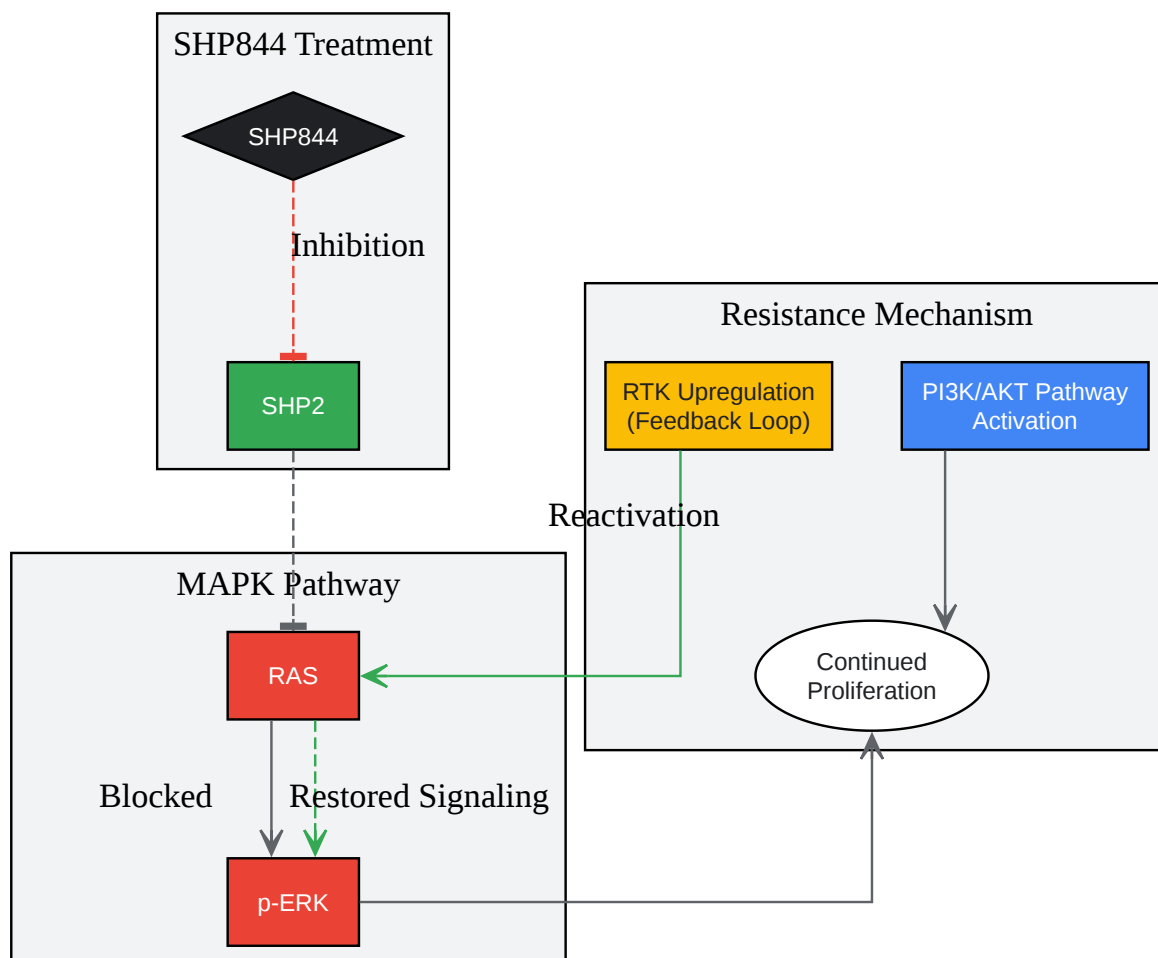 SHP844 Treatment
SHP844
Inhibition
SHP2
Resistance Mechanism
RTK Upregulation
(Feedback Loop)
PI3K/AKT Pathway
Activation
Reactivation
MAPK Pathway
RAS
Continued
Proliferation
Blocked
Restored Signaling
p-ERK